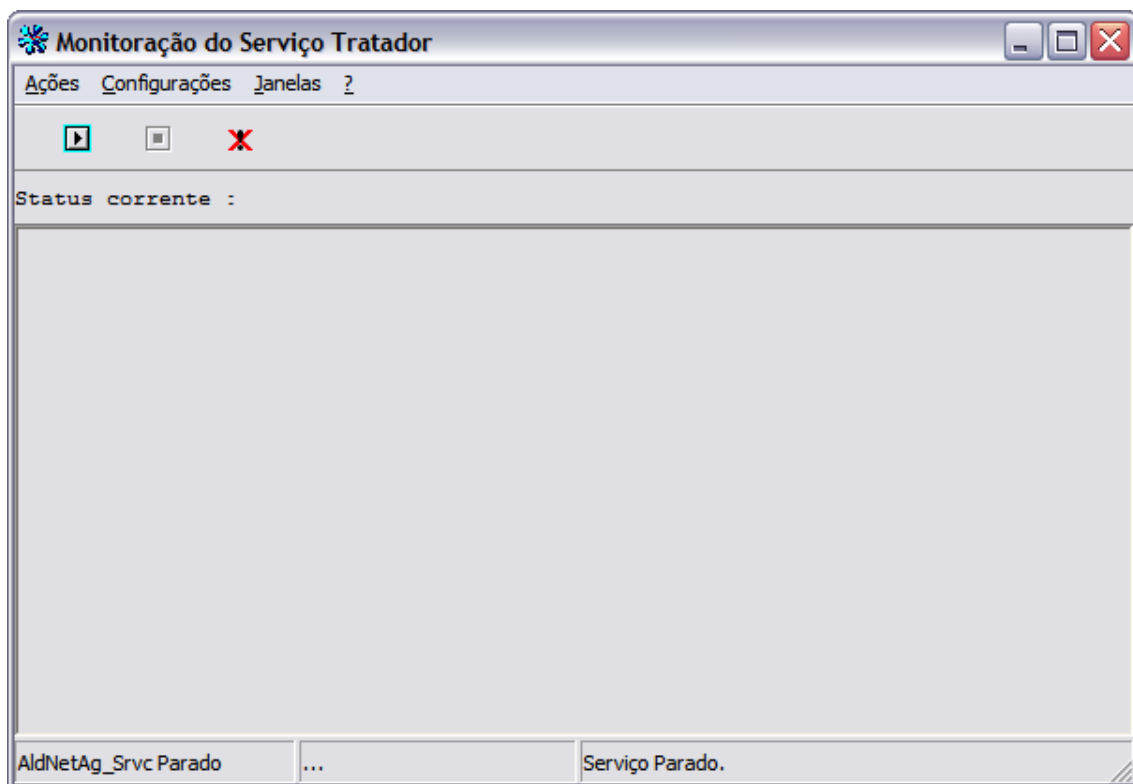 Monitoração do Serviço Tratador
Ações Configurações Janelas ?
Status corrente :
AldNetAg_Srvc Parado ... Serviço Parado.